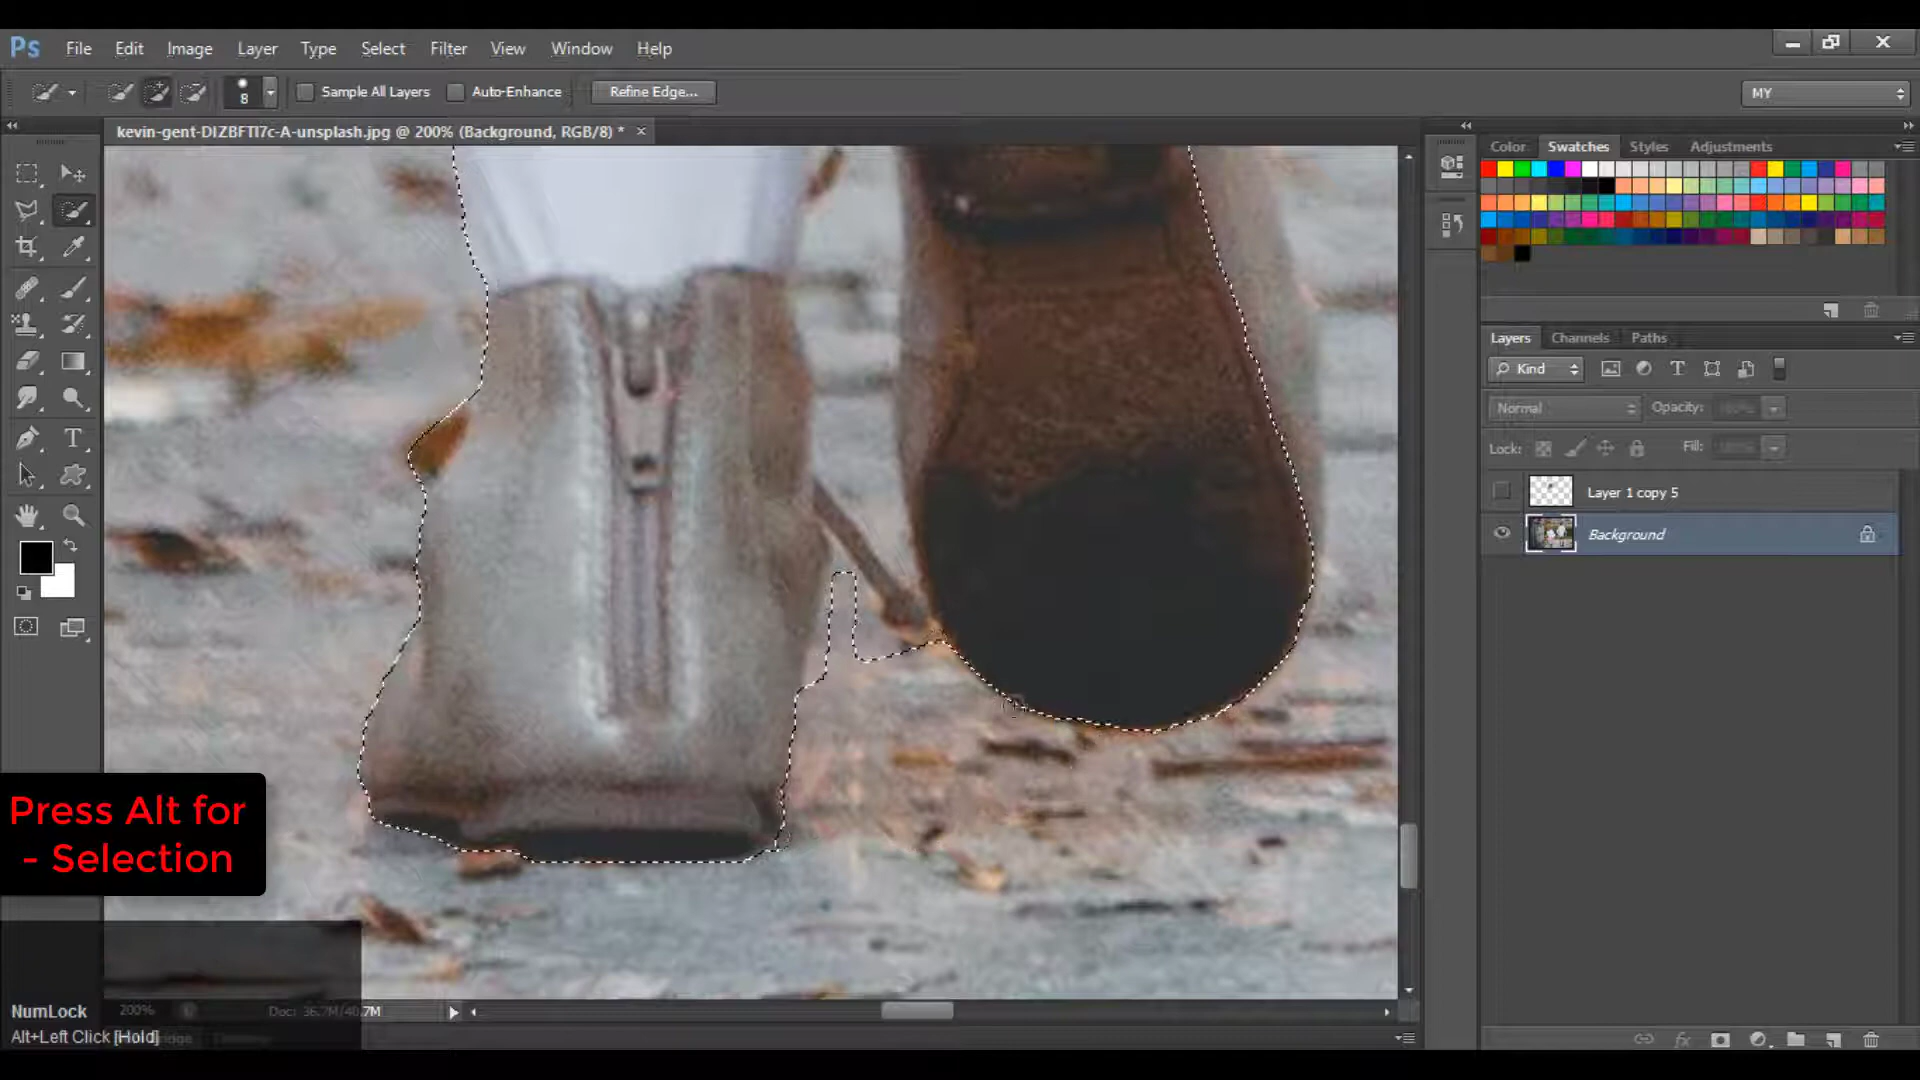 Ps File Edit Image Layer Type Select Filter View Window Help
8 Sample All Layers Auto-Enhance Refine Edge... MY
kevin-gent-DIZBFTl7c-A-unsplash.jpg @ 200% (Background, RGB/8) * ×
Color Swatches Styles Adjustments
Layers Channels Paths
Kind
Normal Opacity:
Lock: Fill:
Layer 1 copy 5
Background
Press Alt for
- Selection
NumLock 200% Doc: 36.7M/40.7M
Alt+Left Click [Hold]